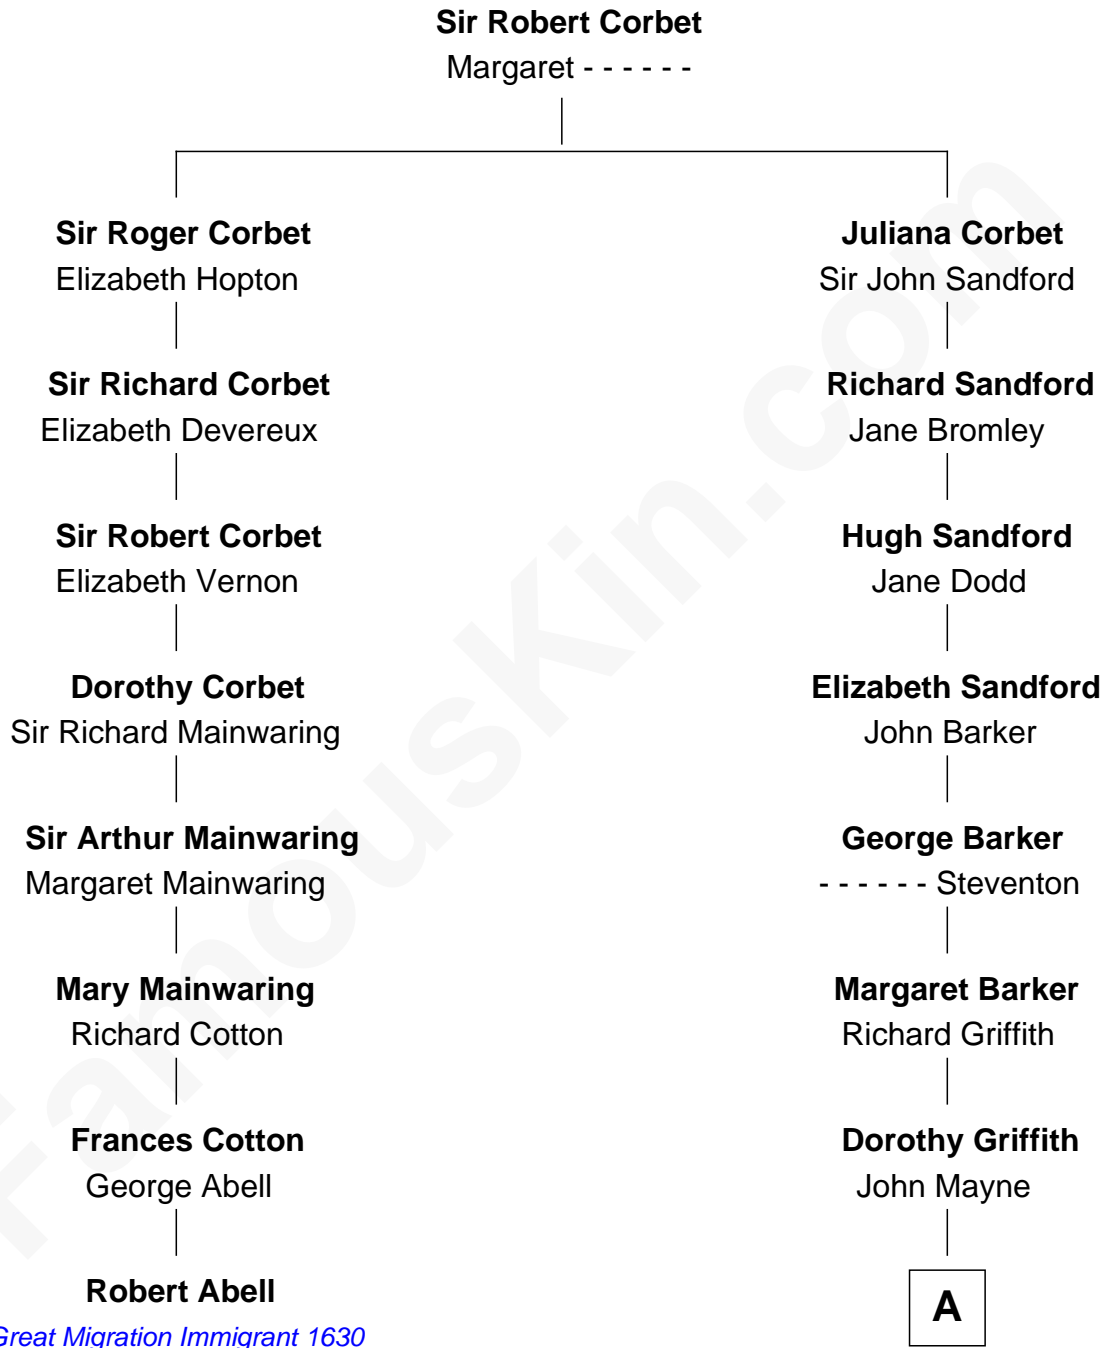 Sir Robert Corbet
Margaret - - - - - -
Sir Roger Corbet
Elizabeth Hopton
Juliana Corbet
Sir John Sandford
Sir Richard Corbet
Elizabeth Devereux
Richard Sandford
Jane Bromley
Sir Robert Corbet
Elizabeth Vernon
Hugh Sandford
Jane Dodd
Dorothy Corbet
Sir Richard Mainwaring
Elizabeth Sandford
John Barker
Sir Arthur Mainwaring
Margaret Mainwaring
George Barker
- - - - - - Steventon
Mary Mainwaring
Richard Cotton
Margaret Barker
Richard Griffith
Frances Cotton
George Abell
Dorothy Griffith
John Mayne
Robert Abell
Great Migration Immigrant 1630
A
FamousKin.com